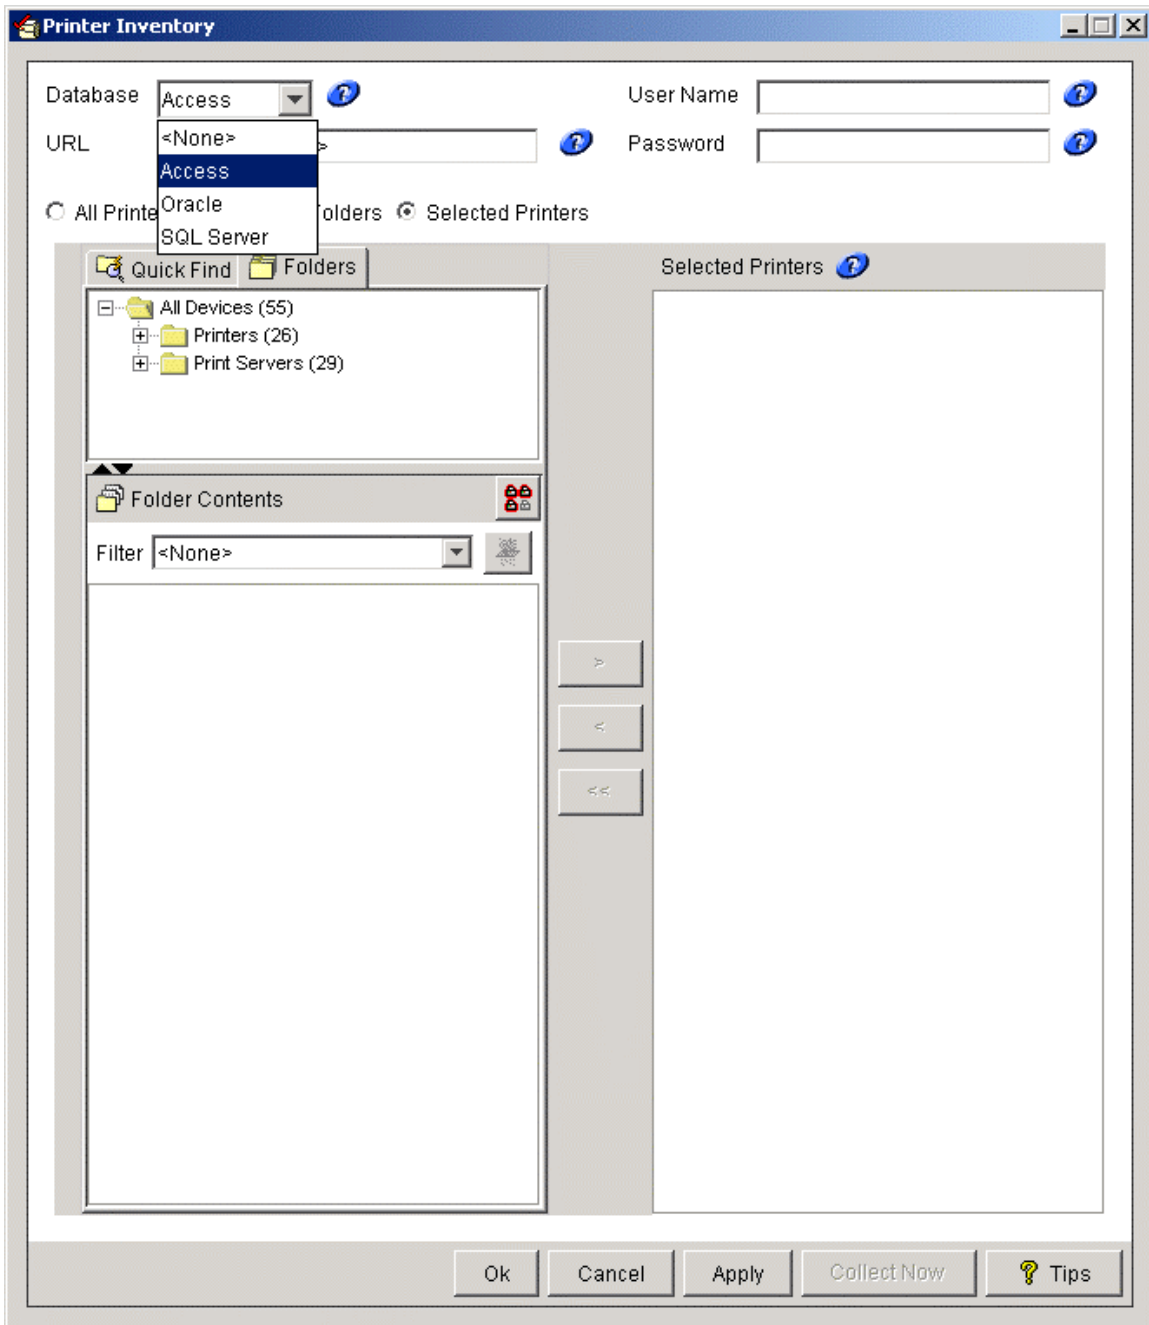 Printer Inventory
Database Access User Name
URL > Password
<None>
Access
Oracle
SQL Server
All Printe olders Selected Printers
Quick Find Folders Selected Printers
All Devices (55)
Printers (26)
Print Servers (29)
Folder Contents
Filter <None>
>
<
<<
Ok Cancel Apply Collect Now Tips